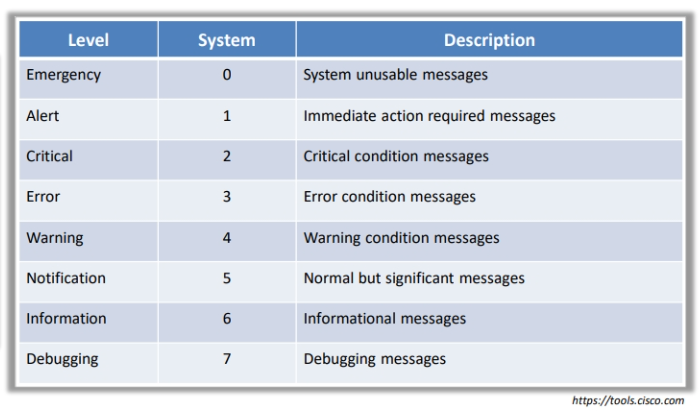 Level System Description
Emergency 0 System unusable messages
Alert 1 Immediate action required messages
Critical 2 Critical condition messages
Error 3 Error condition messages
Warning 4 Warning condition messages
Notification 5 Normal but significant messages
Information 6 Informational messages
Debugging 7 Debugging messages
https://tools.cisco.com